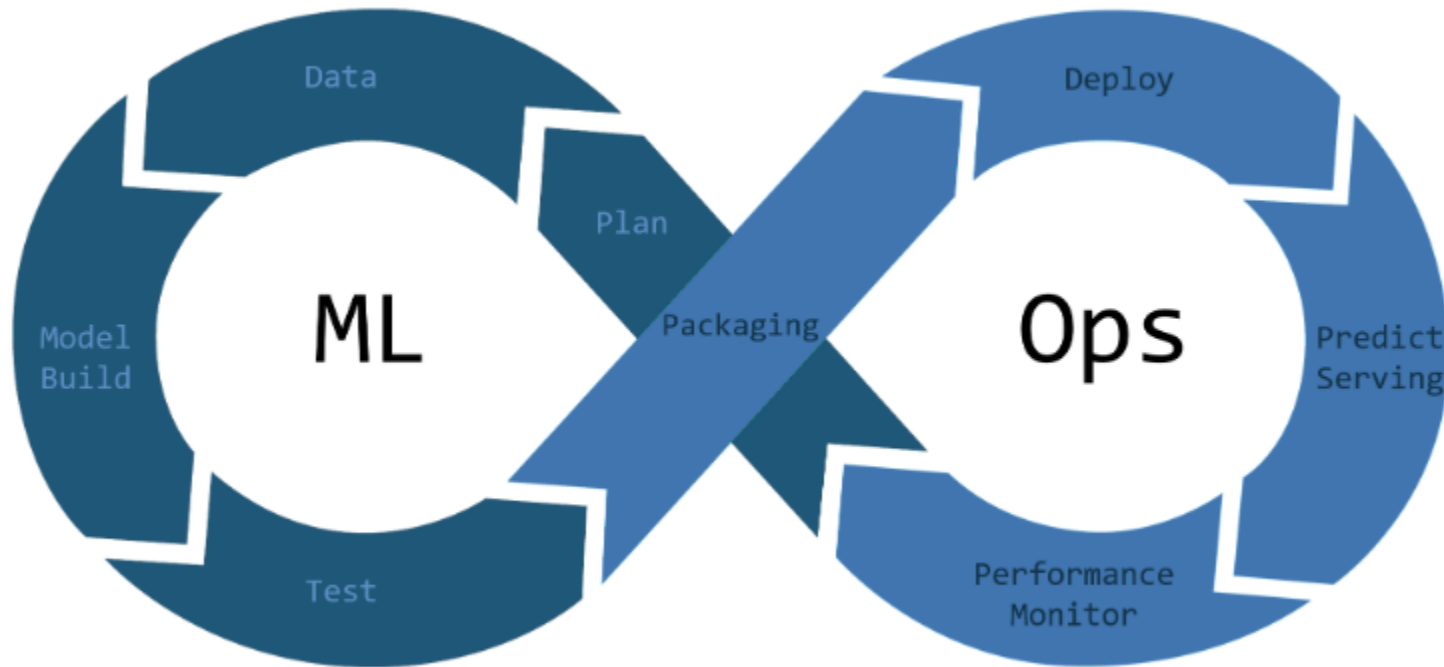 Data
Deploy
Plan
ML
Packaging
Ops
Model
Build
Predict
Serving
Test
Performance
Monitor